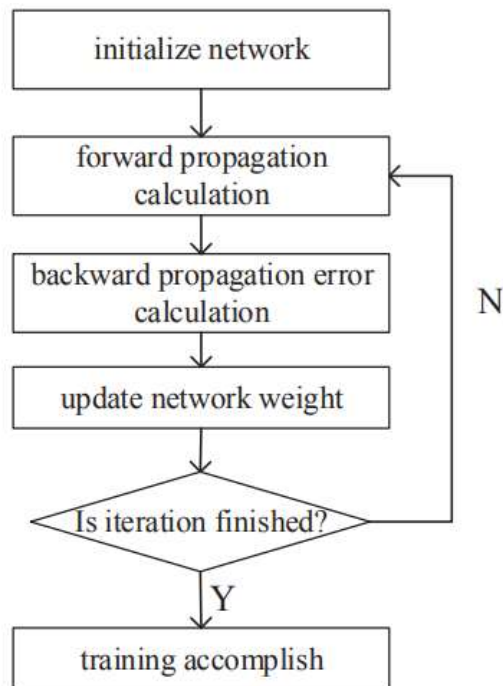 initialize network
forward propagation
calculation
backward propagation error
calculation
N
update network weight
Is iteration finished?
Y
training accomplish